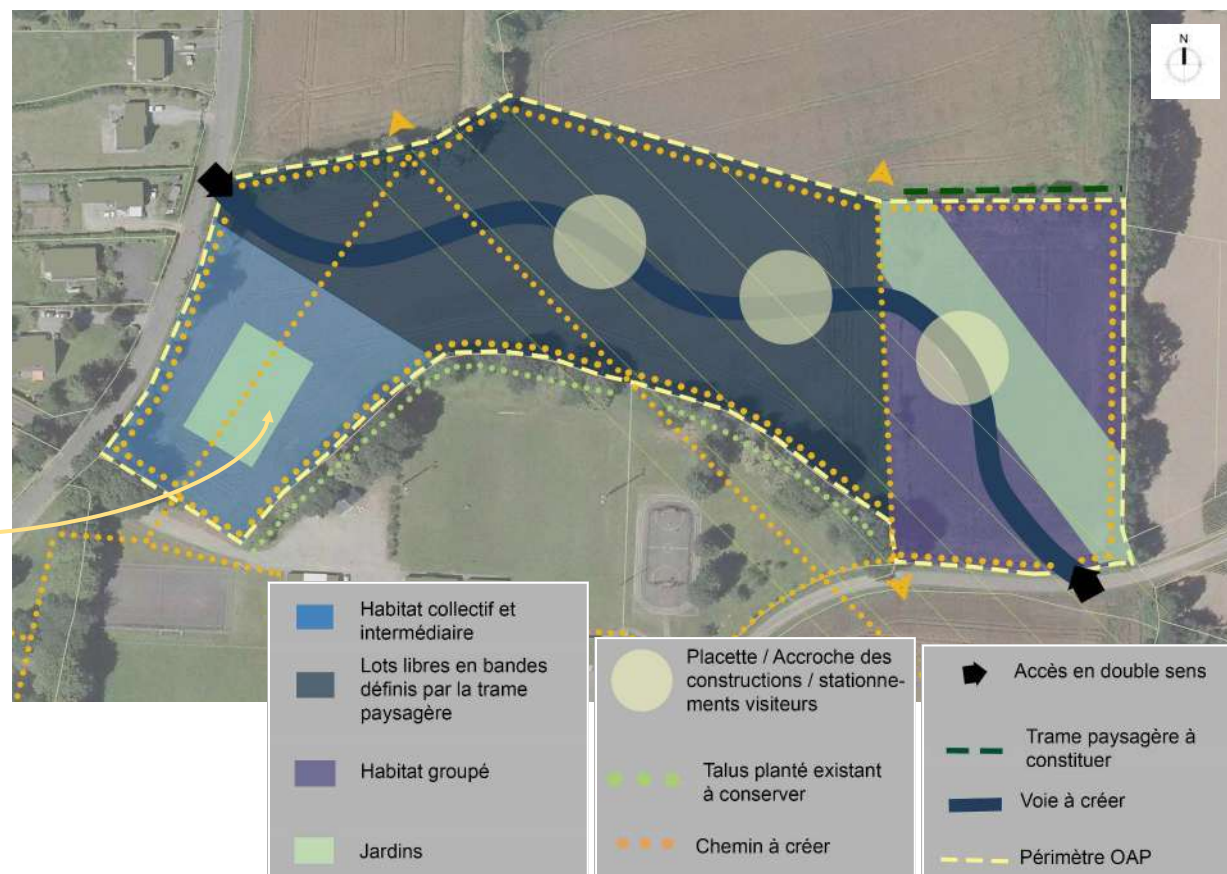 N
Habitat collectif et
intermédiaire
Lots libres en bandes
définis par la trame
paysagère
Habitat groupé
Jardins
Placette / Accroche des
constructions / stationne-
ments visiteurs
Talus planté existant
à conserver
Chemin à créer
Accès en double sens
Trame paysagère à
constituer
Voie à créer
Périmètre OAP